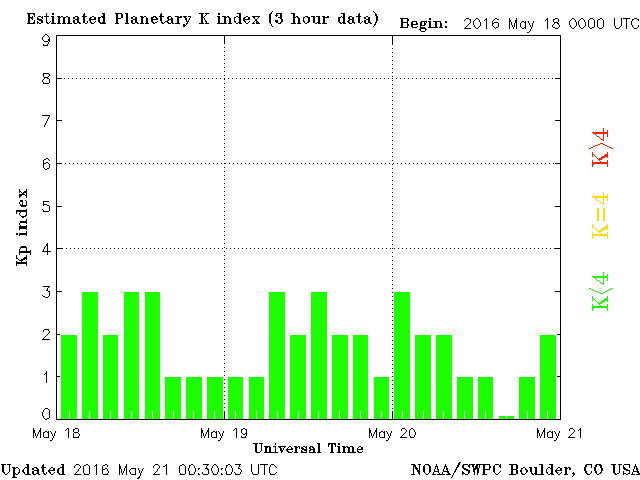 Estimated Planetary K index (3 hour data)
Begin: 2016 May 18 0000 UTC
9
8
7
6
5
4
3
2
1
0
Kp index
K>4
K=4
K<4
May 18
May 19
May 20
May 21
Universal Time
Updated 2016 May 21 00:30:03 UTC
NOAA/SWPC Boulder, CO USA